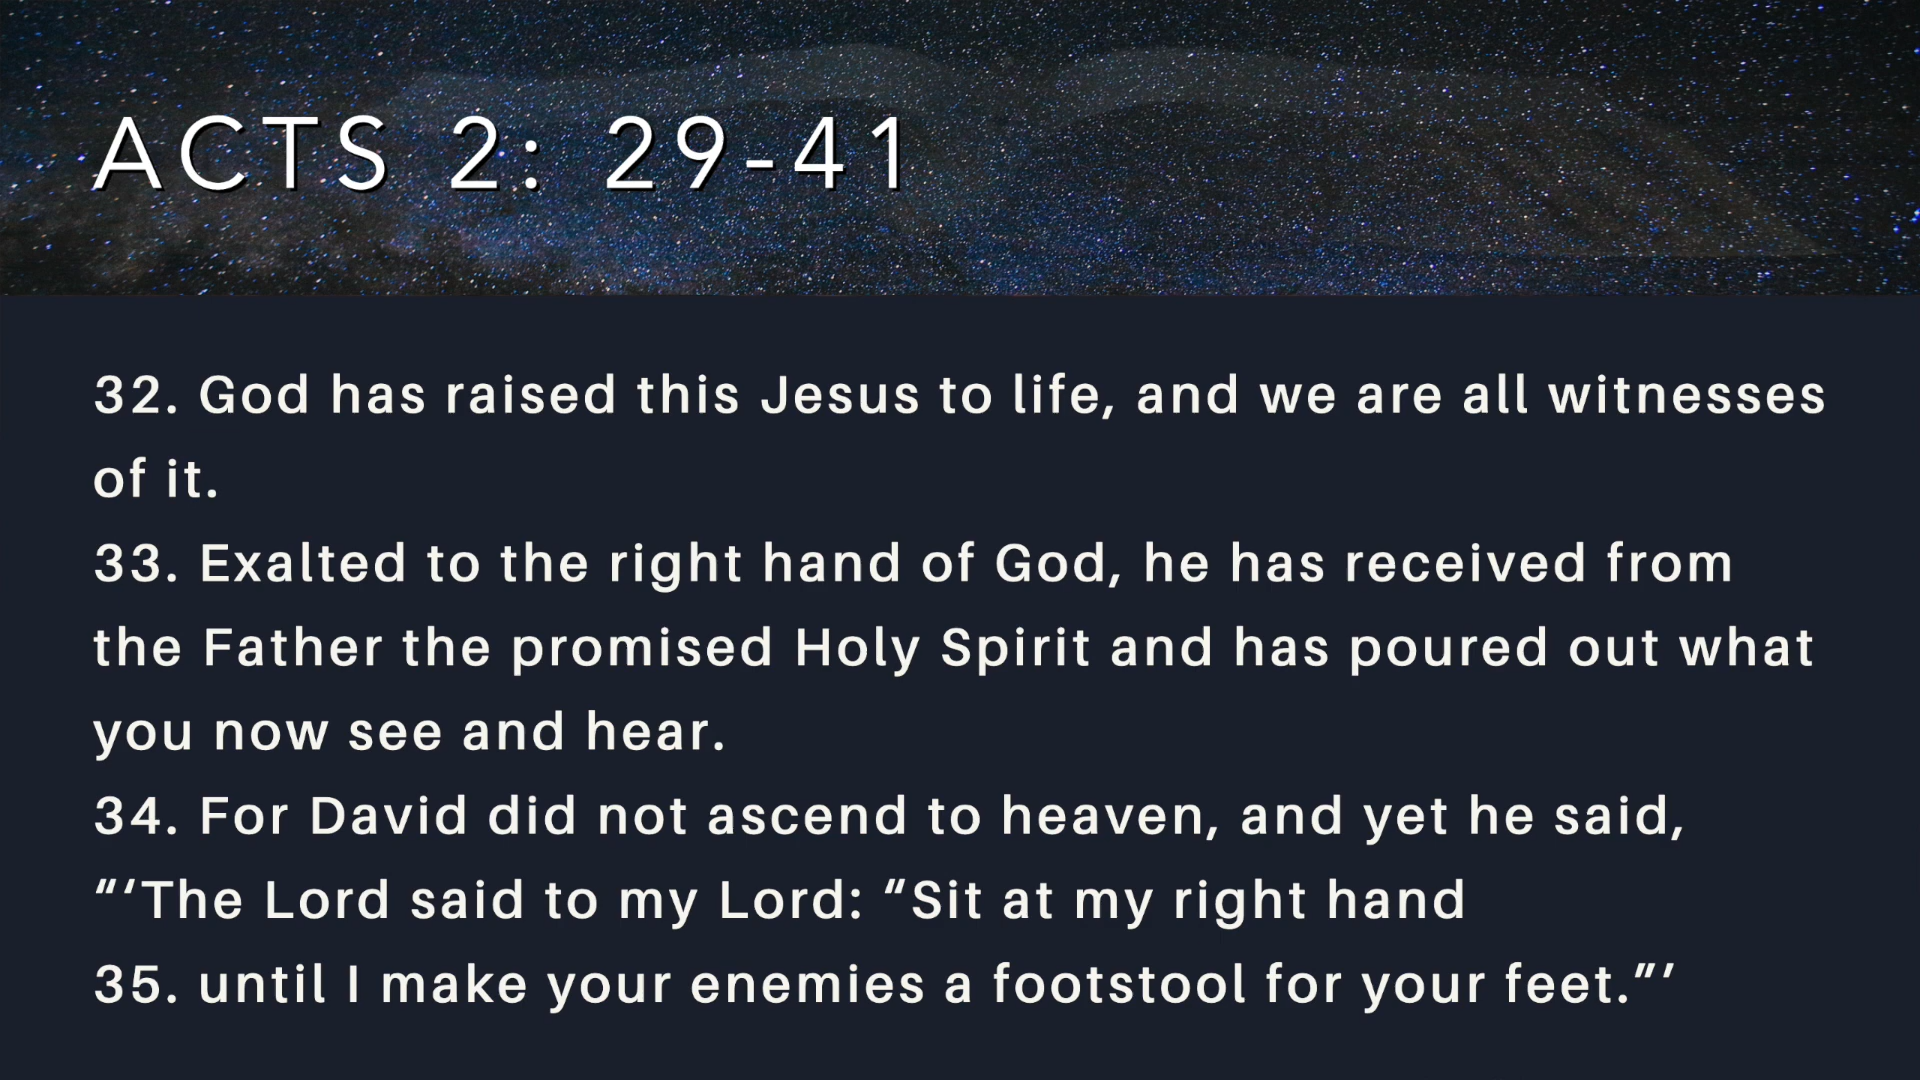 ACTS 2: 29-41
32. God has raised this Jesus to life, and we are all witnesses
of it.
33. Exalted to the right hand of God, he has received from
the Father the promised Holy Spirit and has poured out what
you now see and hear.
34. For David did not ascend to heaven, and yet he said,
“‘The Lord said to my Lord: “Sit at my right hand
35. until I make your enemies a footstool for your feet.”’